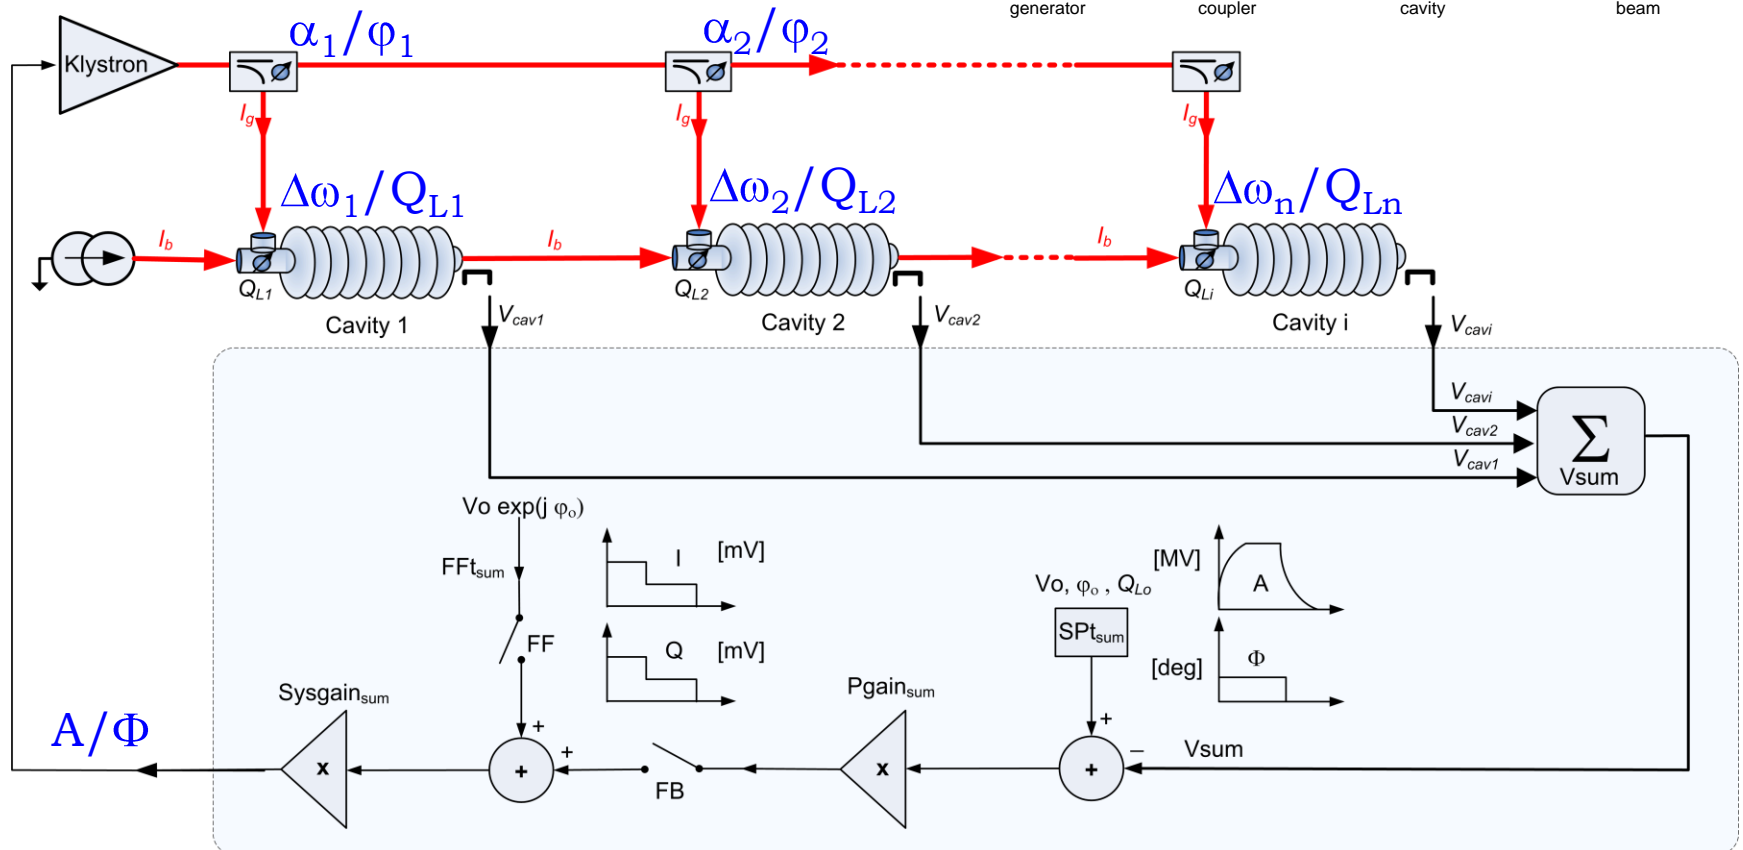 generator coupler cavity beam
α1/φ1 α2/φ2
Klystron
Ig Ig Ig
Δω1/QL1 Δω2/QL2 Δωn/QLn
Ib Ib Ib
QL1 QL2 QLi
Cavity 1 Cavity 2 Cavity i
Vcav1 Vcav2 Vcavi
Vcavi
Vcav2
Vcav1
Σ
Vsum
Vo exp(j φo)
FFtsum
I [mV]
[MV] A
Vo, φo , QLo
SPtsum
FF
Q [mV]
[deg] Φ
Sysgainsum
Pgainsum
A/Φ
+ + + −
Vsum
x + x +
FB